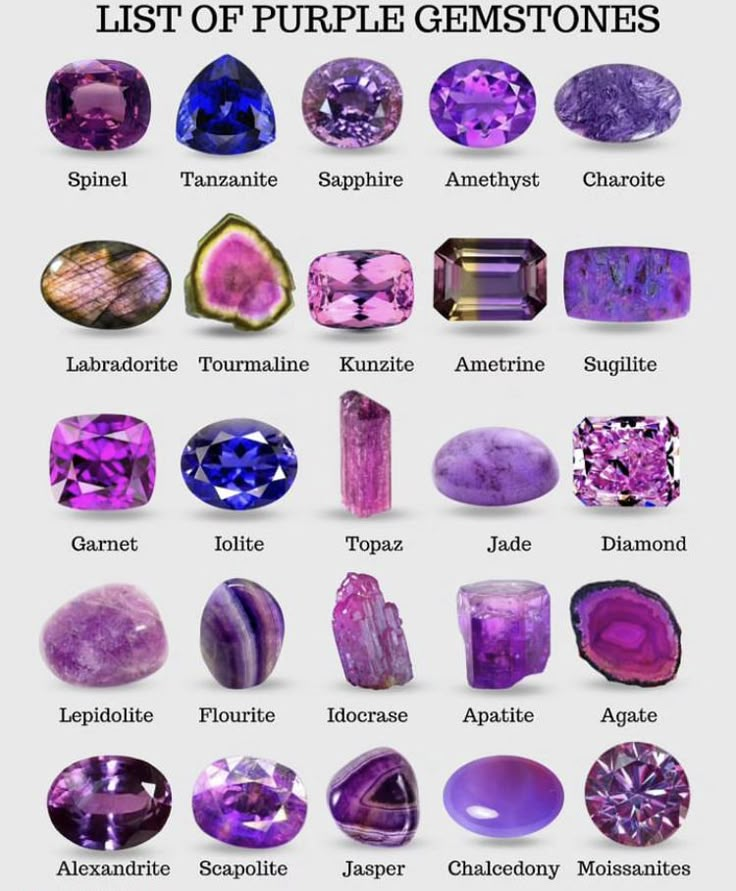 LIST OF PURPLE GEMSTONES
Spinel Tanzanite Sapphire Amethyst Charoite
Labradorite Tourmaline Kunzite Ametrine Sugilite
Garnet Iolite Topaz Jade Diamond
Lepidolite Flourite Idocrase Apatite Agate
Alexandrite Scapolite Jasper Chalcedony Moissanites